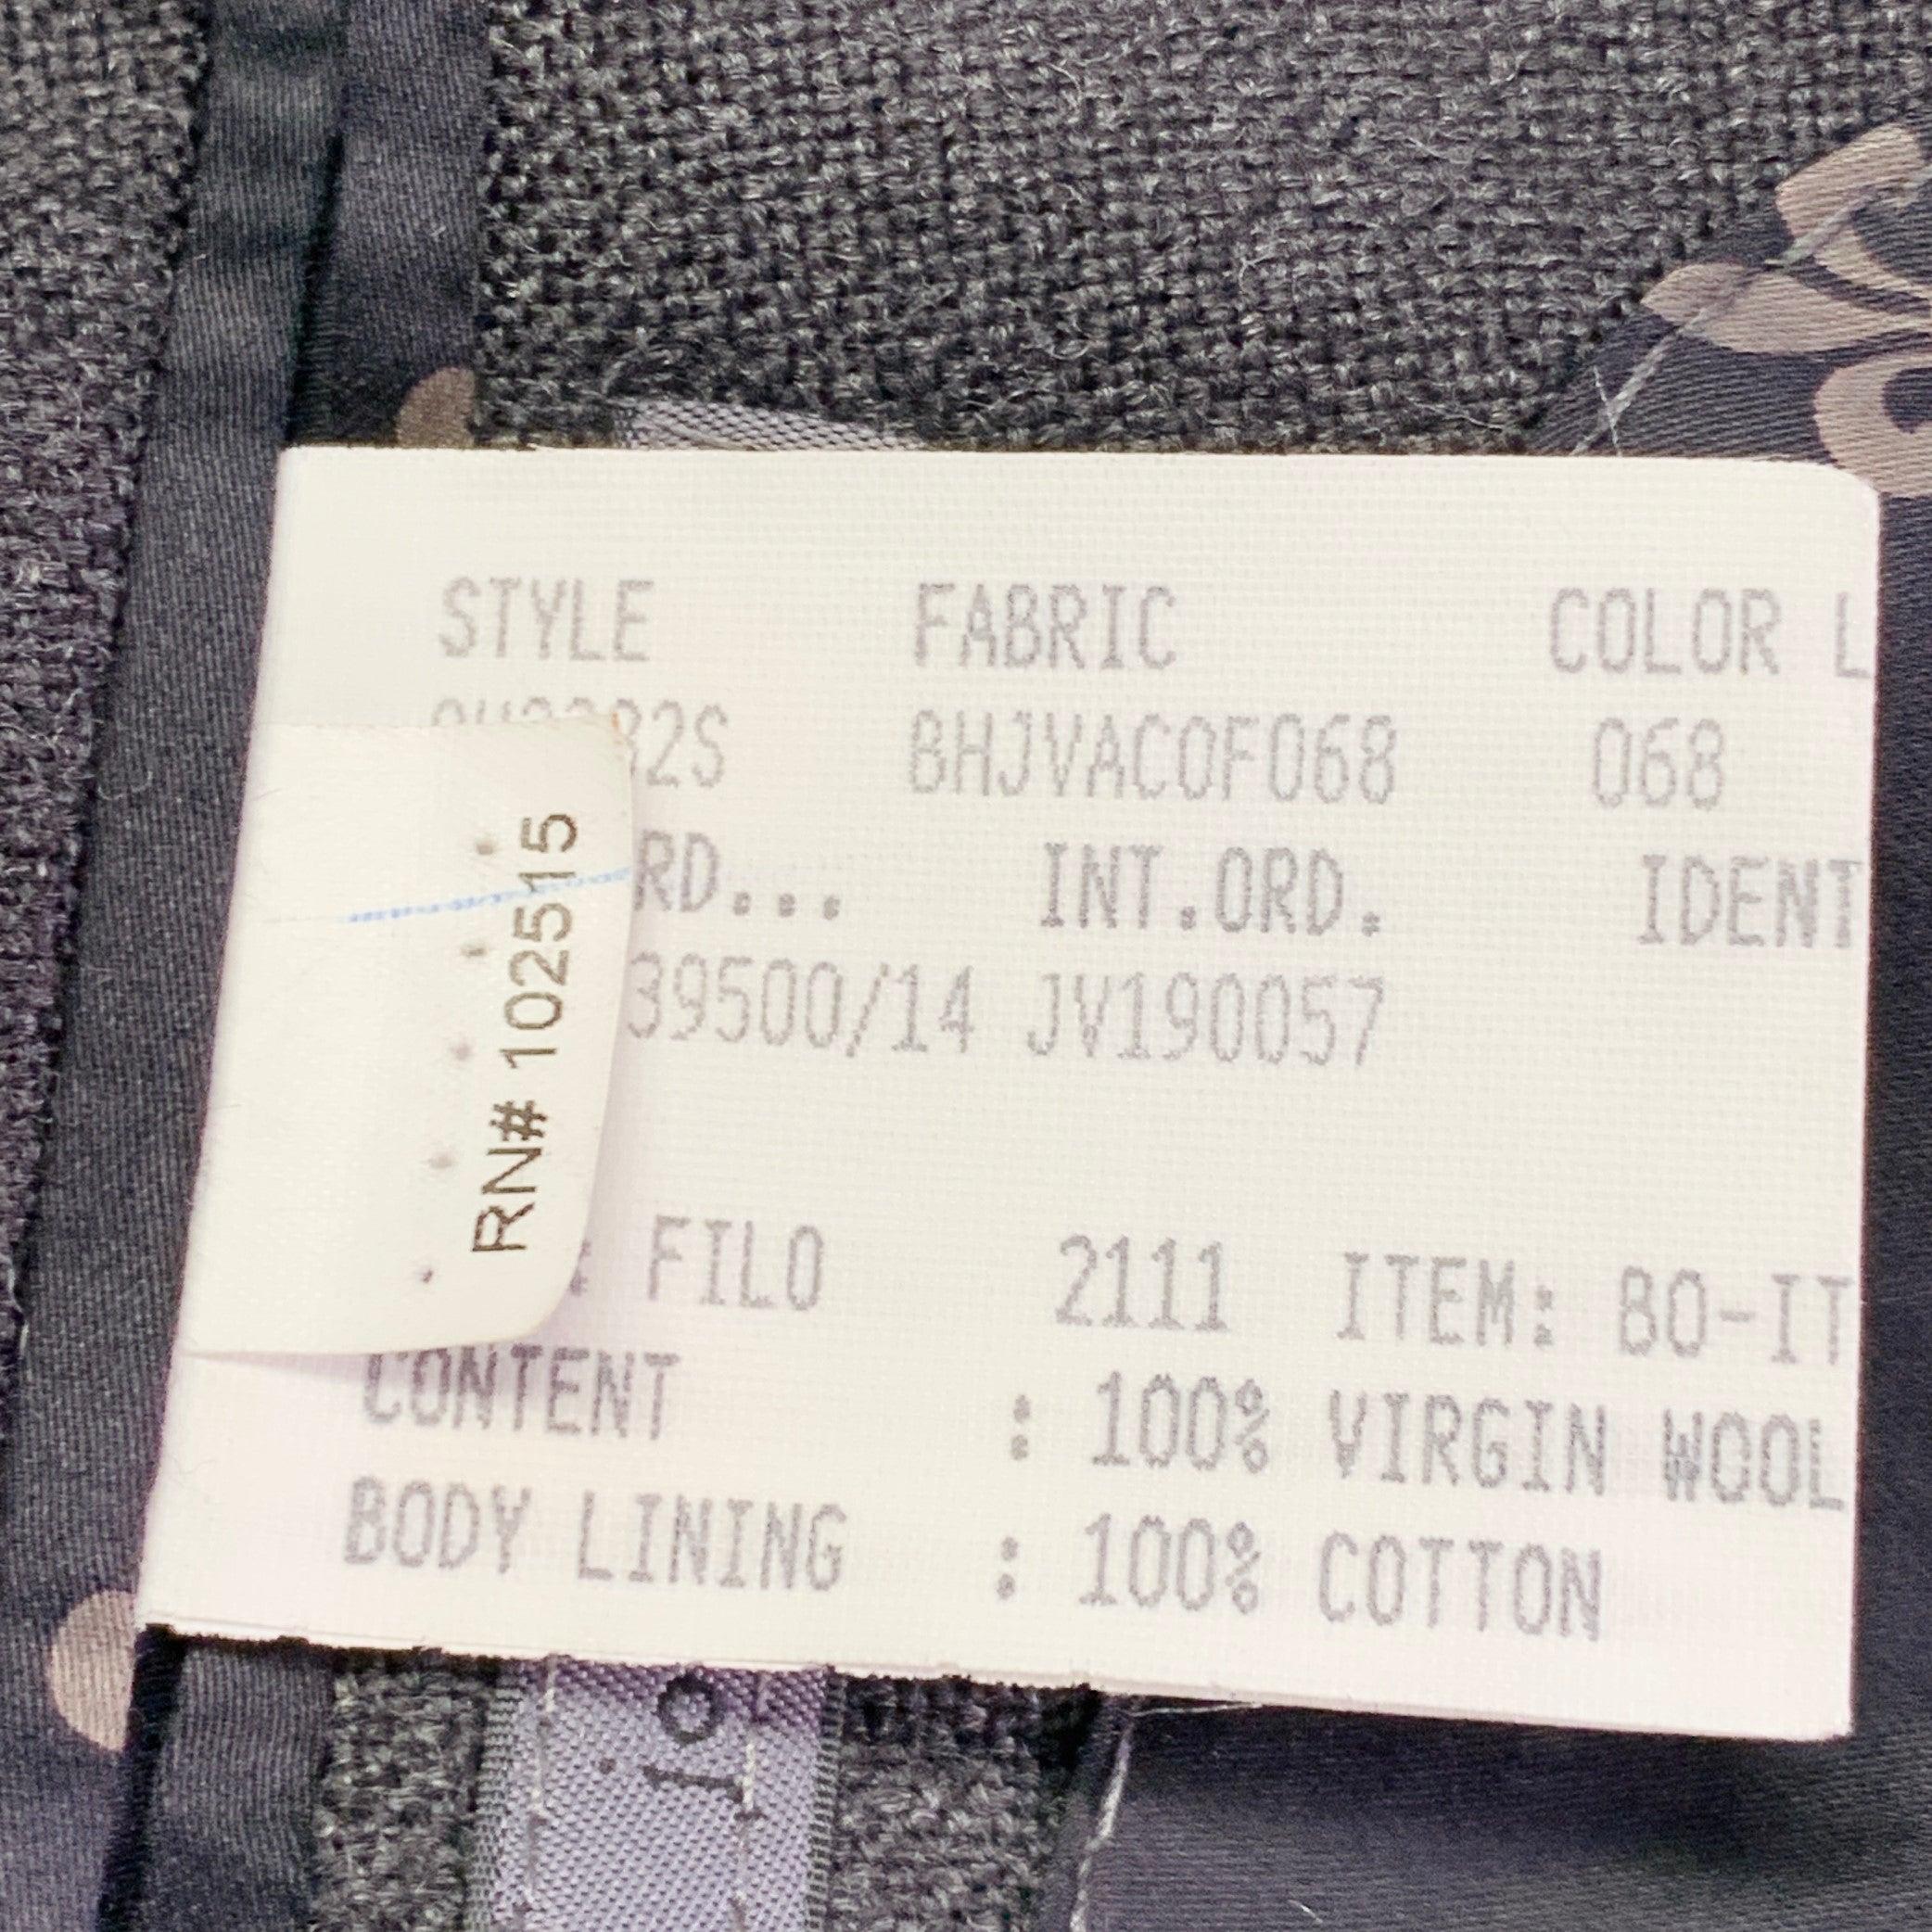 STYLE FABRIC COLOR L
BHJVACOF068 068
RD... INT.ORD. IDENT
39500/14 JV190057
RN# 102515
: FILO 2111 ITEM: BO-IT
CONTENT : 100% VIRGIN WOOL
BODY LINING : 100% COTTON